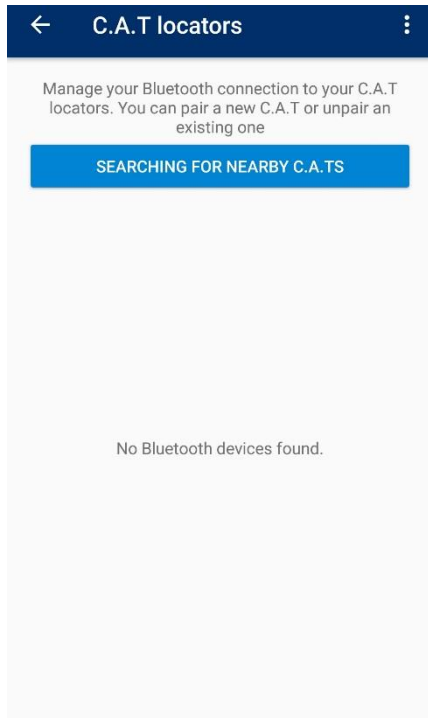 C.A.T locators
Manage your Bluetooth connection to your C.A.T
locators. You can pair a new C.A.T or unpair an
existing one
SEARCHING FOR NEARBY C.A.TS
No Bluetooth devices found.